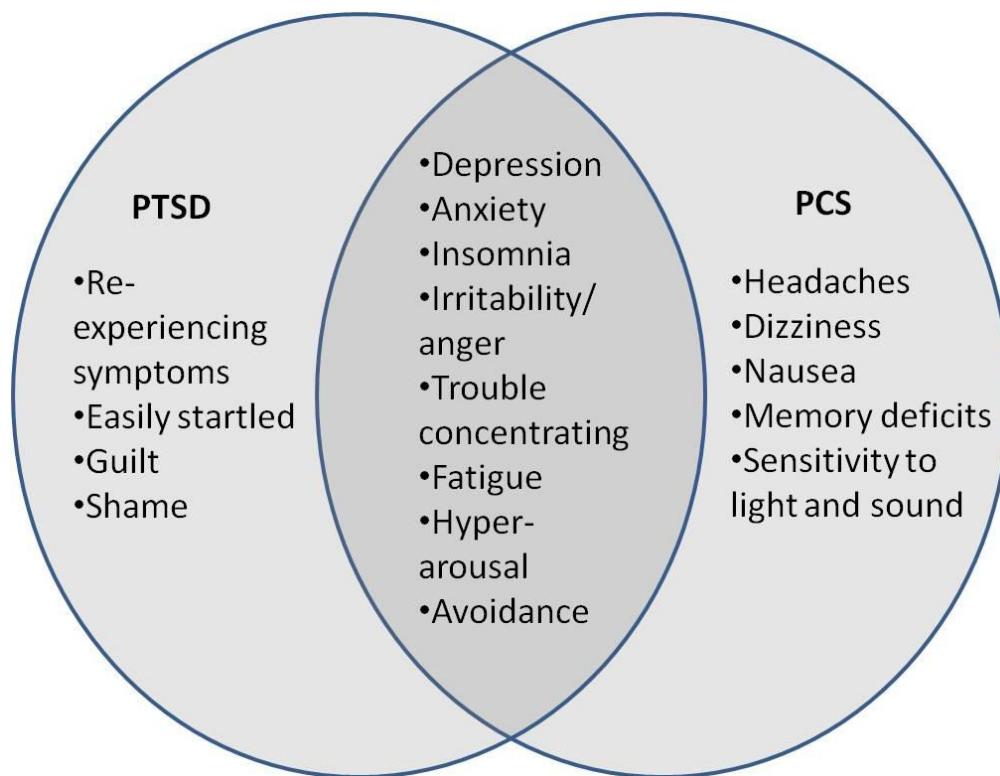 PTSD
•Re-
experiencing
symptoms
•Easily startled
•Guilt
•Shame
•Depression
•Anxiety
•Insomnia
•Irritability/
anger
•Trouble
concentrating
•Fatigue
•Hyper-
arousal
•Avoidance
PCS
•Headaches
•Dizziness
•Nausea
•Memory deficits
•Sensitivity to
light and sound